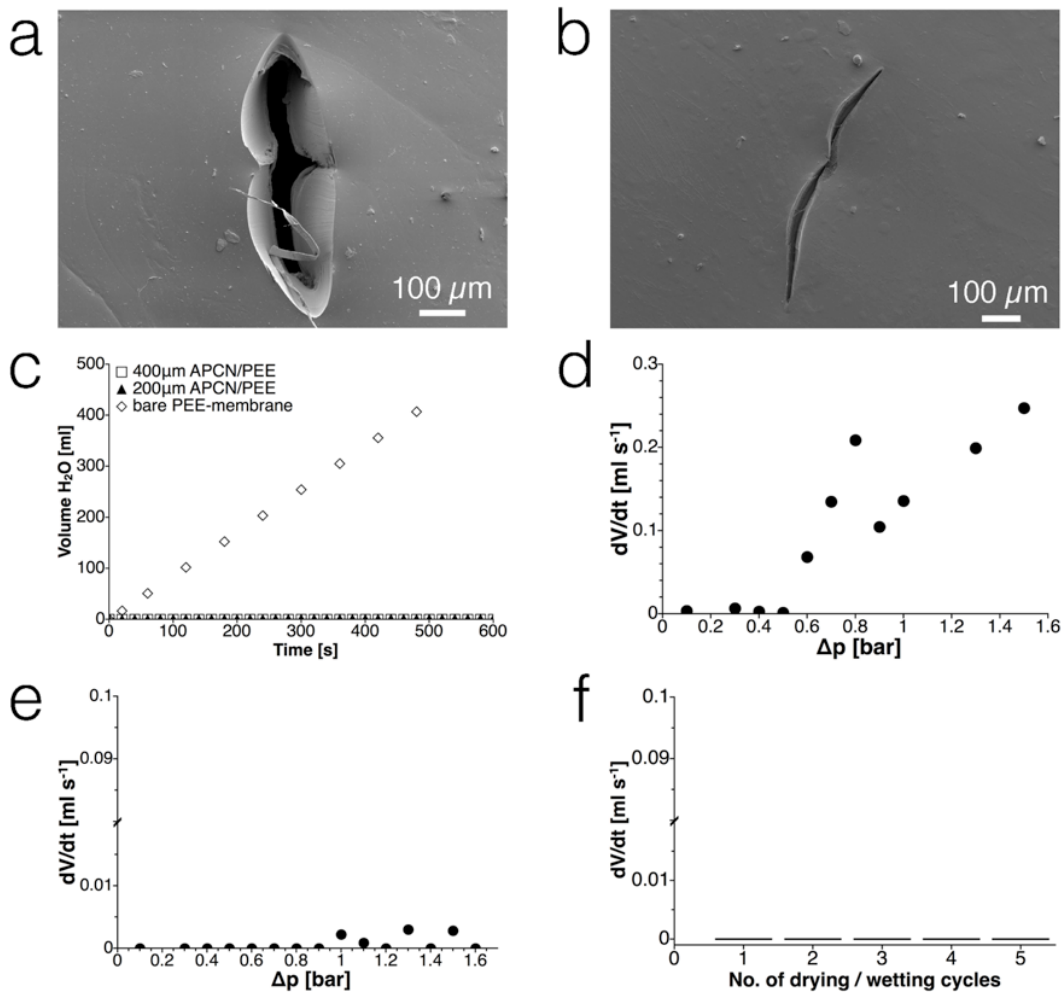 a
100 µm
b
100 µm
c
500
400
300
200
100
0
Volume H₂O [ml]
□ 400µm APCN/PEE
▲ 200µm APCN/PEE
◇ bare PEE-membrane
0 100 200 300 400 500 600
Time [s]
d
0.3
0.2
0.1
0
dV/dt [ml s⁻¹]
0.2 0.4 0.6 0.8 1 1.2 1.4 1.6
Δp [bar]
e
0.1
0.09
0.01
0
dV/dt [ml s⁻¹]
0 0.2 0.4 0.6 0.8 1 1.2 1.4 1.6
Δp [bar]
f
0.1
0.09
0.01
0
dV/dt [ml s⁻¹]
0 1 2 3 4 5
No. of drying / wetting cycles